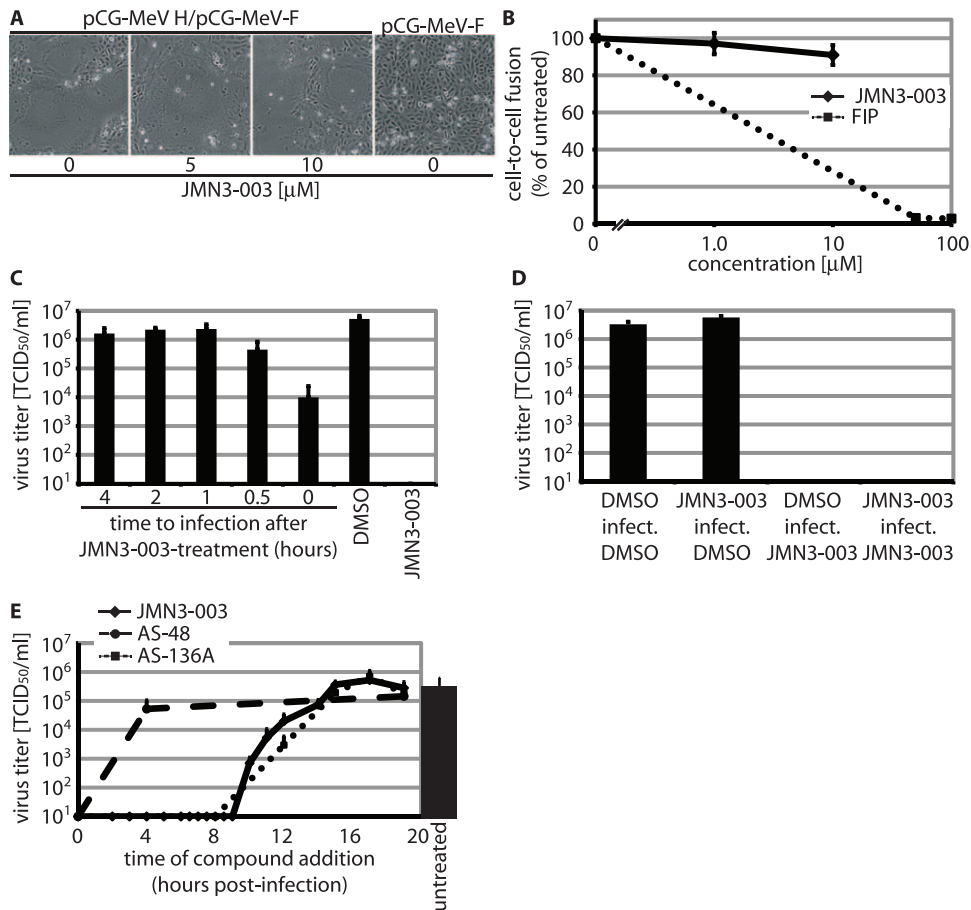 A
pCG-MeV H/pCG-MeV-F
pCG-MeV-F
0
5
10
0
JMN3-003 [μM]
B
cell-to-cell fusion
(% of untreated)
100
80
60
40
20
0
JMN3-003
FIP
0
1.0
10
100
concentration [μM]
C
virus titer [TCID50/ml]
10^7
10^6
10^5
10^4
10^3
10^2
10^1
4
2
1
0.5
0
time to infection after
JMN3-003-treatment (hours)
DMSO
JMN3-003
D
virus titer [TCID50/ml]
10^7
10^6
10^5
10^4
10^3
10^2
10^1
DMSO
infect.
DMSO
JMN3-003
infect.
DMSO
DMSO
infect.
JMN3-003
JMN3-003
infect.
JMN3-003
E
JMN3-003
AS-48
AS-136A
virus titer [TCID50/ml]
10^7
10^6
10^5
10^4
10^3
10^2
10^1
0
4
8
12
16
20
time of compound addition
(hours post-infection)
untreated